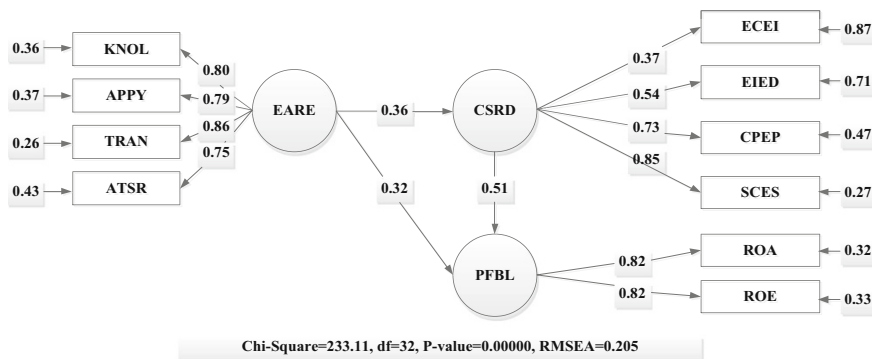 0.36 KNOL 0.80
0.37 APPY 0.79
0.26 TRAN 0.86
0.43 ATSR 0.75
EARE 0.36 CSRD
0.32 0.51
PFBL
0.37 ECEI 0.87
0.54 EIED 0.71
0.73 CPEP 0.47
0.85 SCES 0.27
0.82 ROA 0.32
0.82 ROE 0.33
Chi-Square=233.11, df=32, P-value=0.00000, RMSEA=0.205